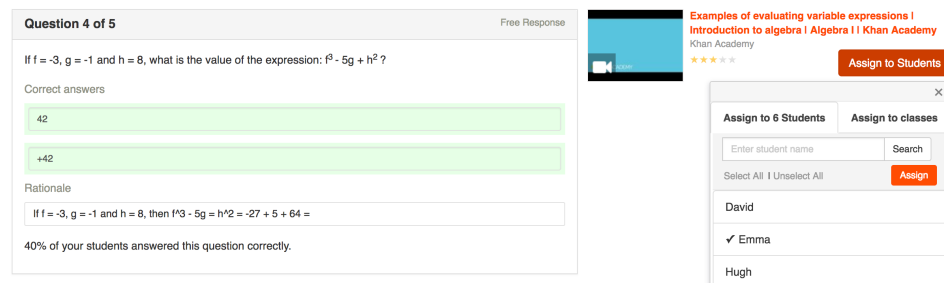 Question 4 of 5
Free Response
If f = -3, g = -1 and h = 8, what is the value of the expression: f³ - 5g + h² ?
Correct answers
42
+42
Rationale
If f = -3, g = -1 and h = 8, then f^3 - 5g = h^2 = -27 + 5 + 64 =
40% of your students answered this question correctly.
Examples of evaluating variable expressions |
Introduction to algebra | Algebra I | Khan Academy
Khan Academy
Assign to Students
×
Assign to 6 Students
Assign to classes
Enter student name
Search
Select All | Unselect All
Assign
David
✓ Emma
Hugh